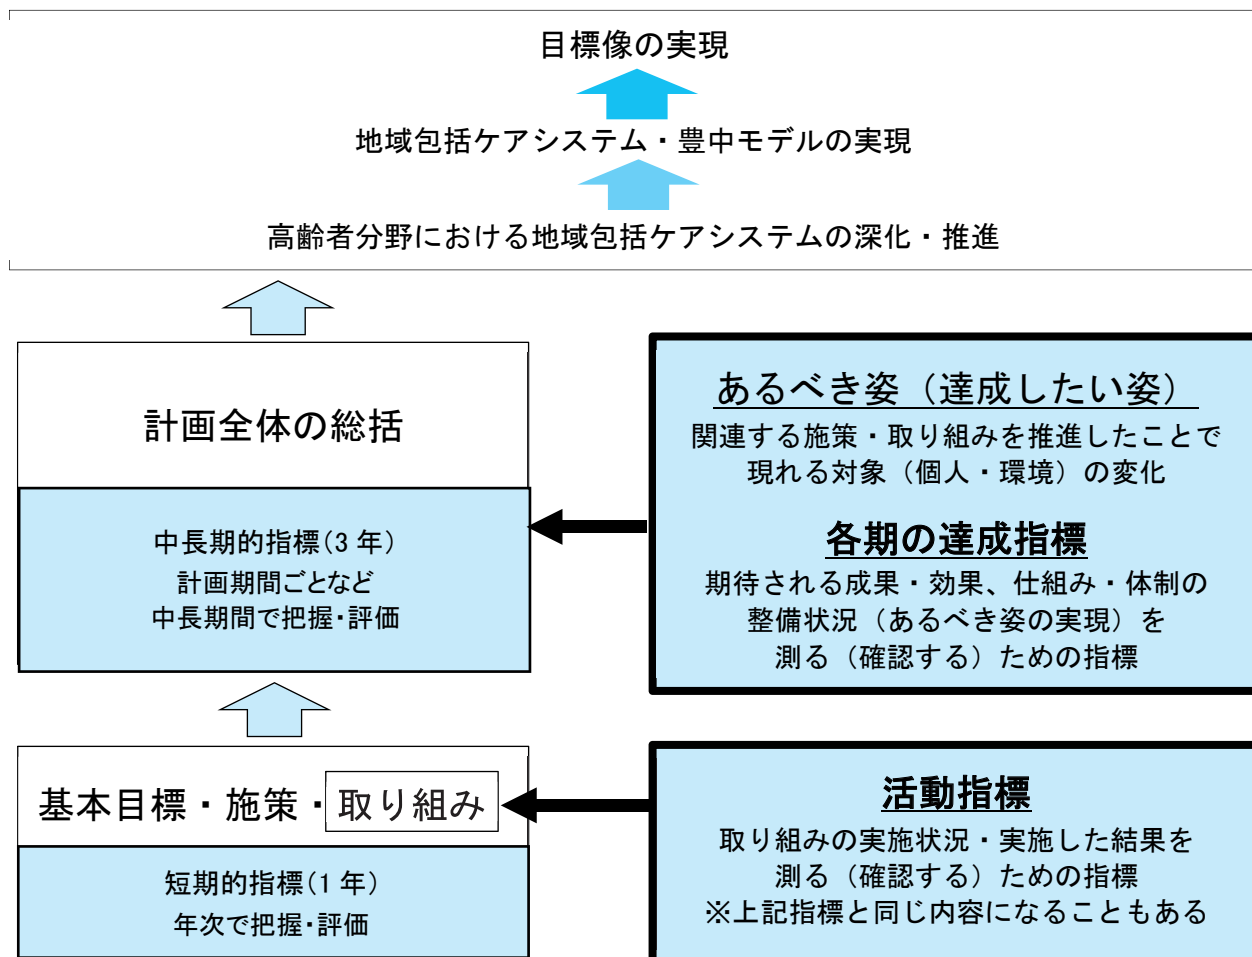 目標像の実現
地域包括ケアシステム・豊中モデルの実現
高齢者分野における地域包括ケアシステムの深化・推進
計画全体の総括
中長期的指標(3年)
計画期間ごとなど
中長期間で把握・評価
あるべき姿（達成したい姿）
関連する施策・取り組みを推進したことで
現れる対象（個人・環境）の変化
各期の達成指標
期待される成果・効果、仕組み・体制の
整備状況（あるべき姿の実現）を
測る（確認する）ための指標
基本目標・施策・取り組み
短期的指標(1年)
年次で把握・評価
活動指標
取り組みの実施状況・実施した結果を
測る（確認する）ための指標
※上記指標と同じ内容になることもある